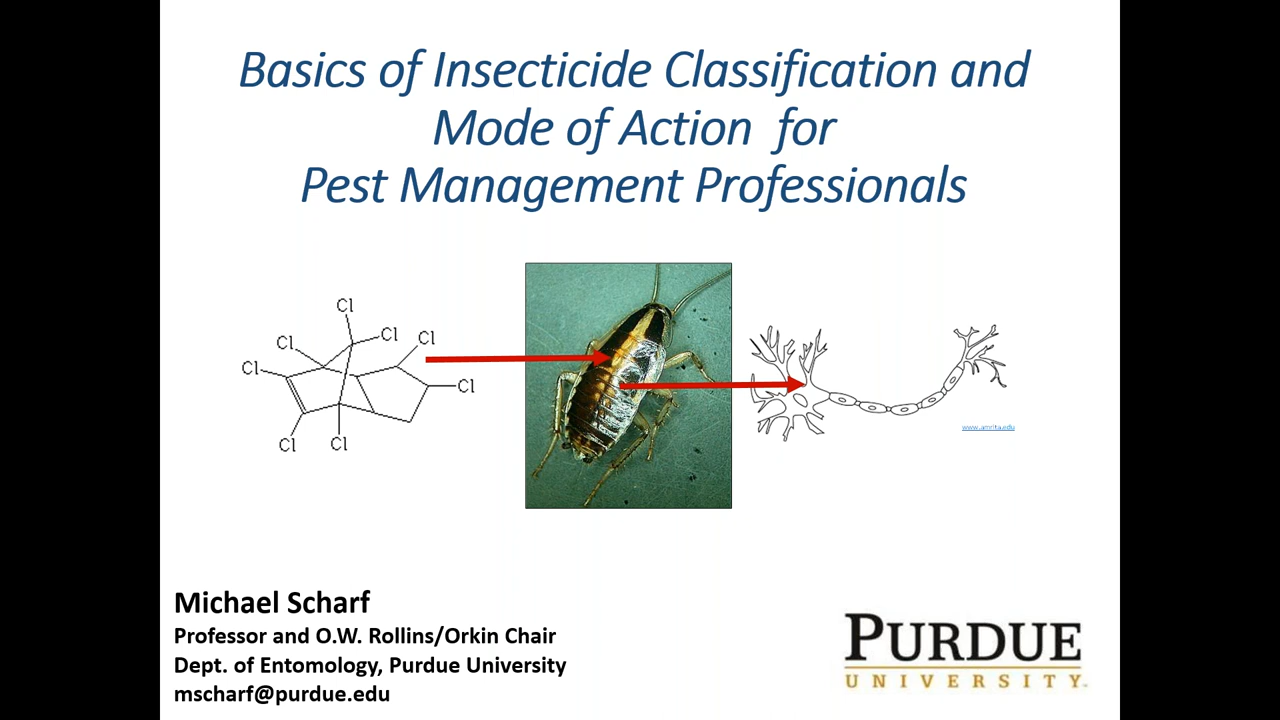 Basics of Insecticide Classification and
Mode of Action for
Pest Management Professionals
Cl
Cl
Cl
Cl
Cl
Cl
Cl
Cl
www.amrita.edu
Michael Scharf
Professor and O.W. Rollins/Orkin Chair
Dept. of Entomology, Purdue University
mscharf@purdue.edu
PURDUE
UNIVERSITY